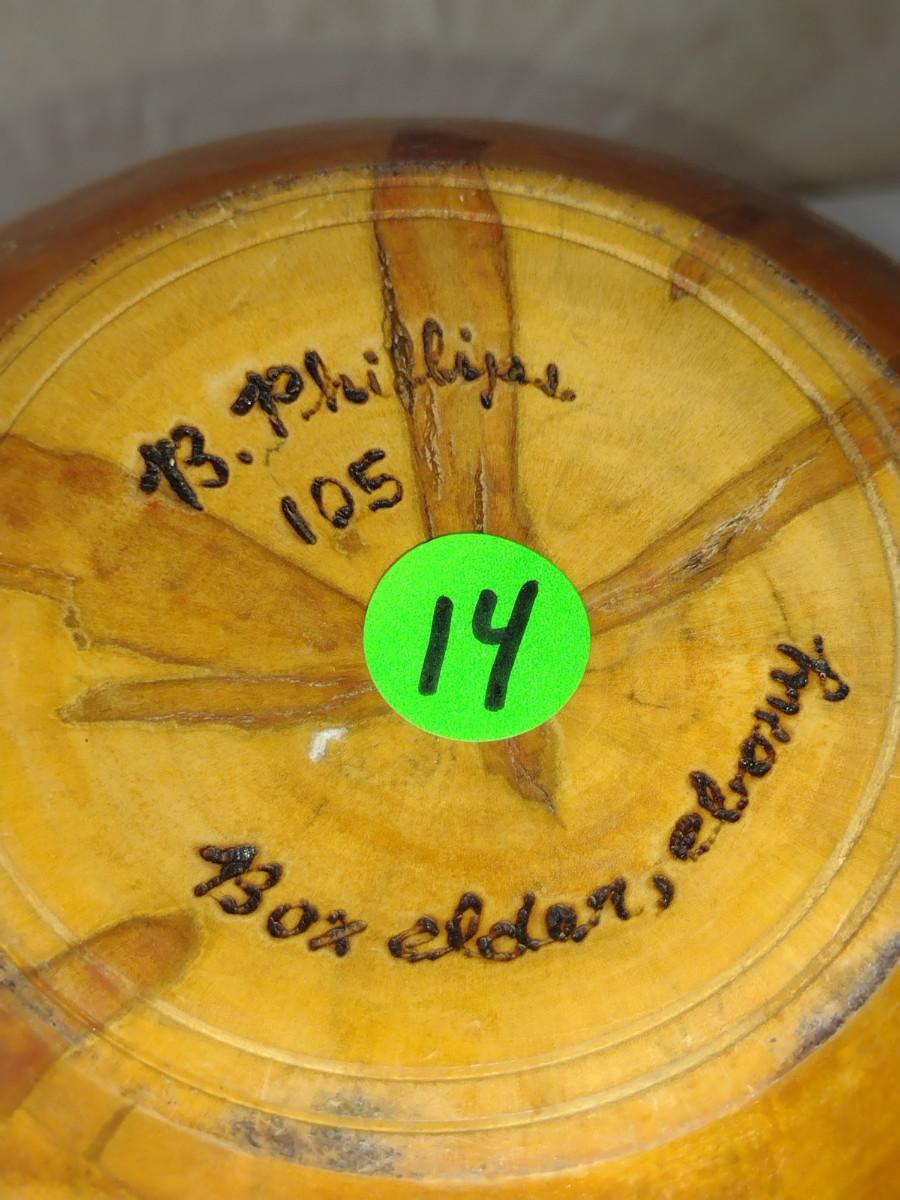 B. Phillips
105
14
Box elder, ebony